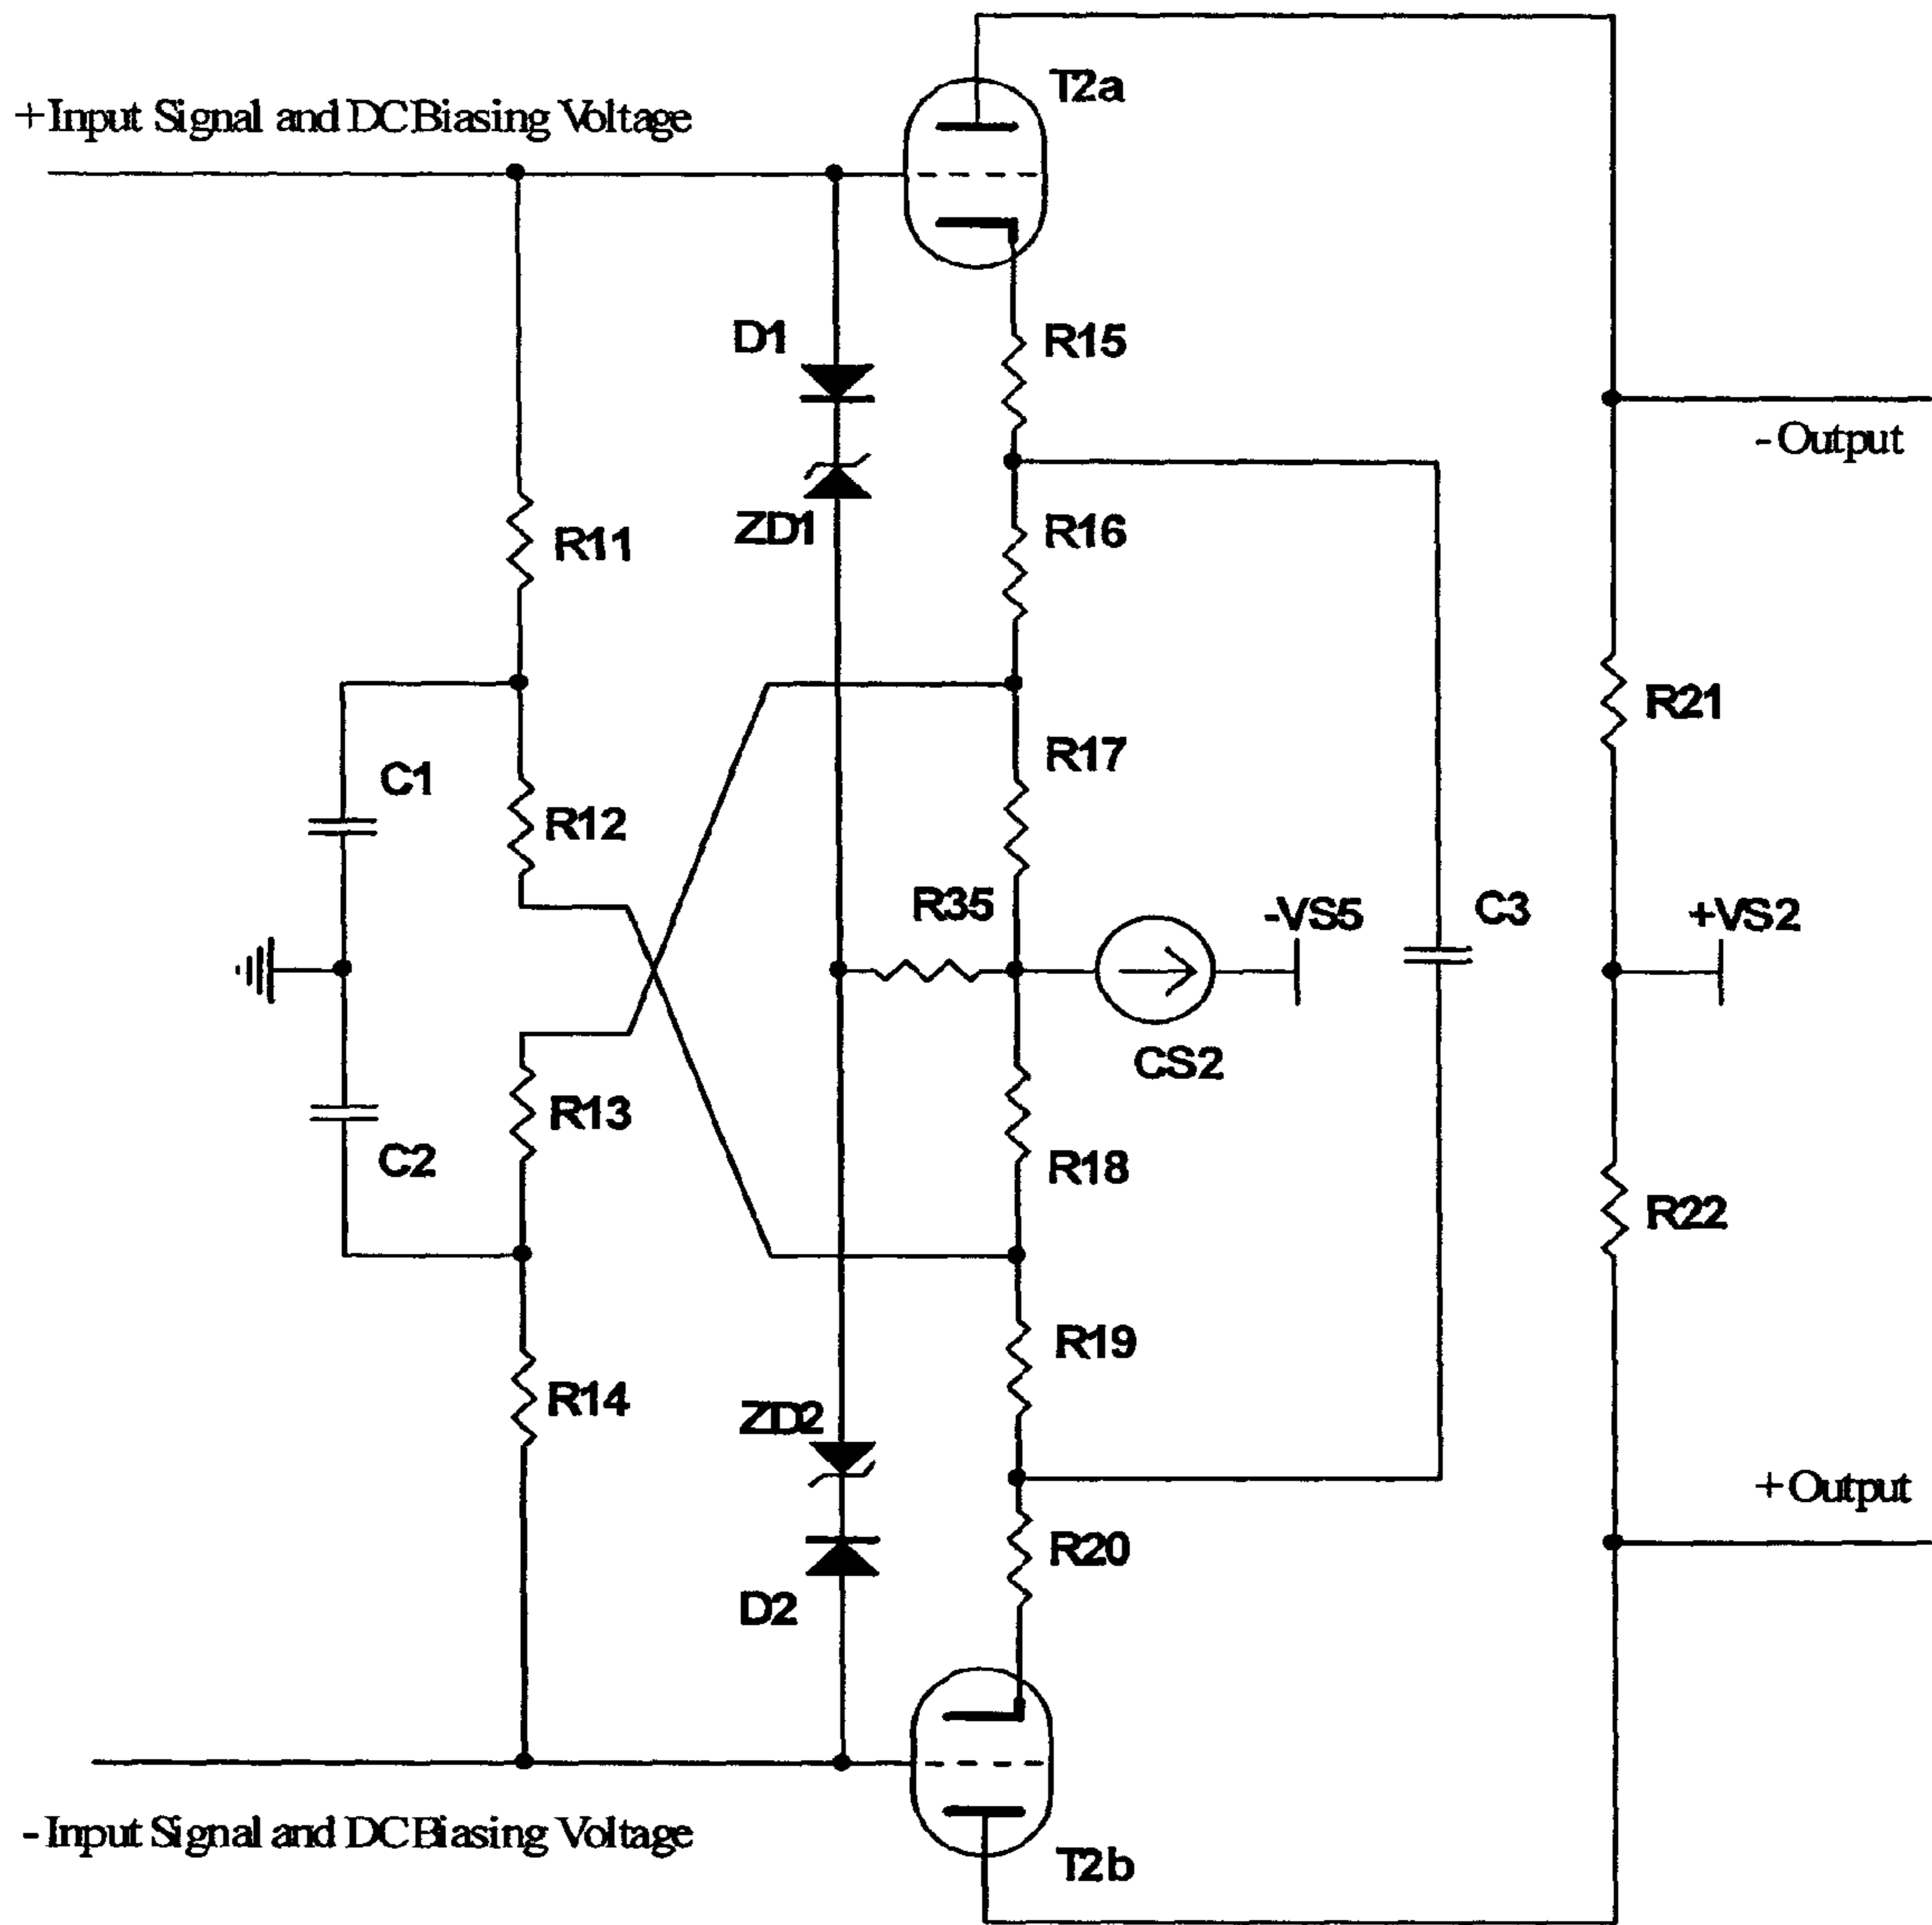 T2a
+Input Signal and DC Biasing Voltage
D1
R15
-Output
ZD1
R16
R11
R21
R17
C1
R12
R35
-VS5
C3
+VS2
CS2
R13
C2
R18
R22
R19
R14
ZD2
+Output
R20
D2
-Input Signal and DC Biasing Voltage
T2b